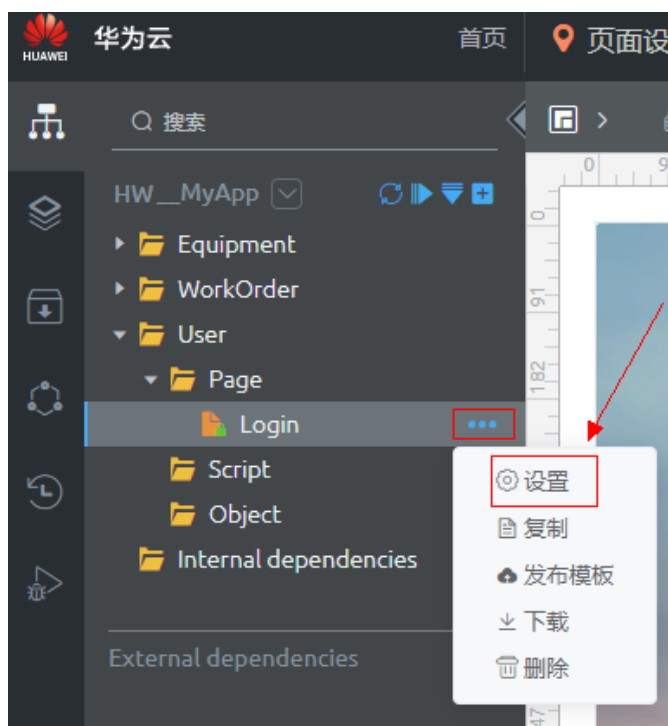 HUAWEI
华为云
首页
页面设
搜索
HW__MyApp
0
9
0
91
182
Equipment
WorkOrder
User
Page
Login
Script
Object
Internal dependencies
External dependencies
设置
复制
发布模板
下载
删除